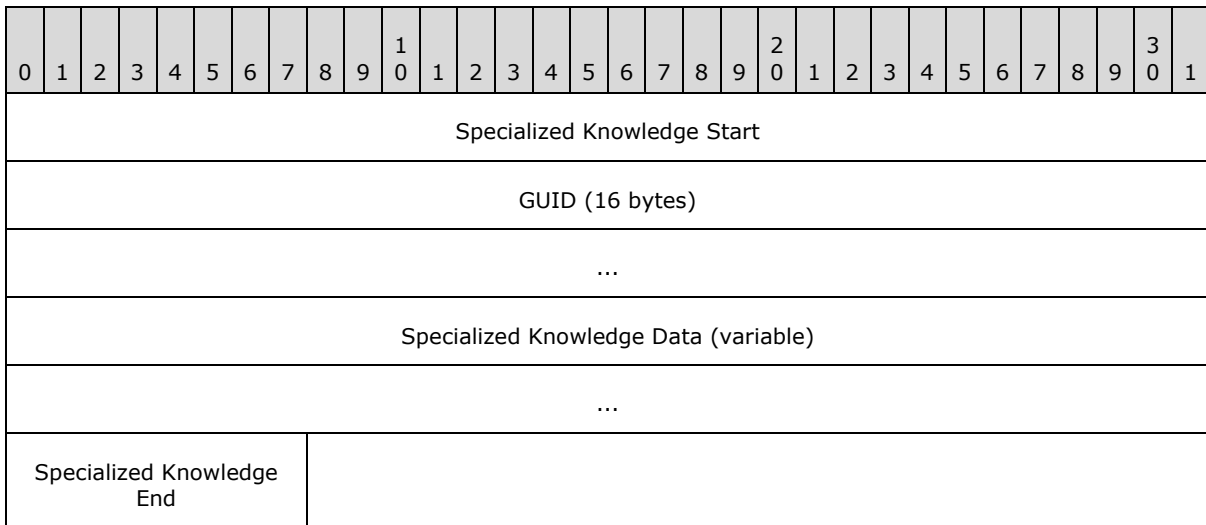 1 2 3
0 1 2 3 4 5 6 7 8 9 0 1 2 3 4 5 6 7 8 9 0 1 2 3 4 5 6 7 8 9 0 1
Specialized Knowledge Start
GUID (16 bytes)
...
Specialized Knowledge Data (variable)
...
Specialized Knowledge
End